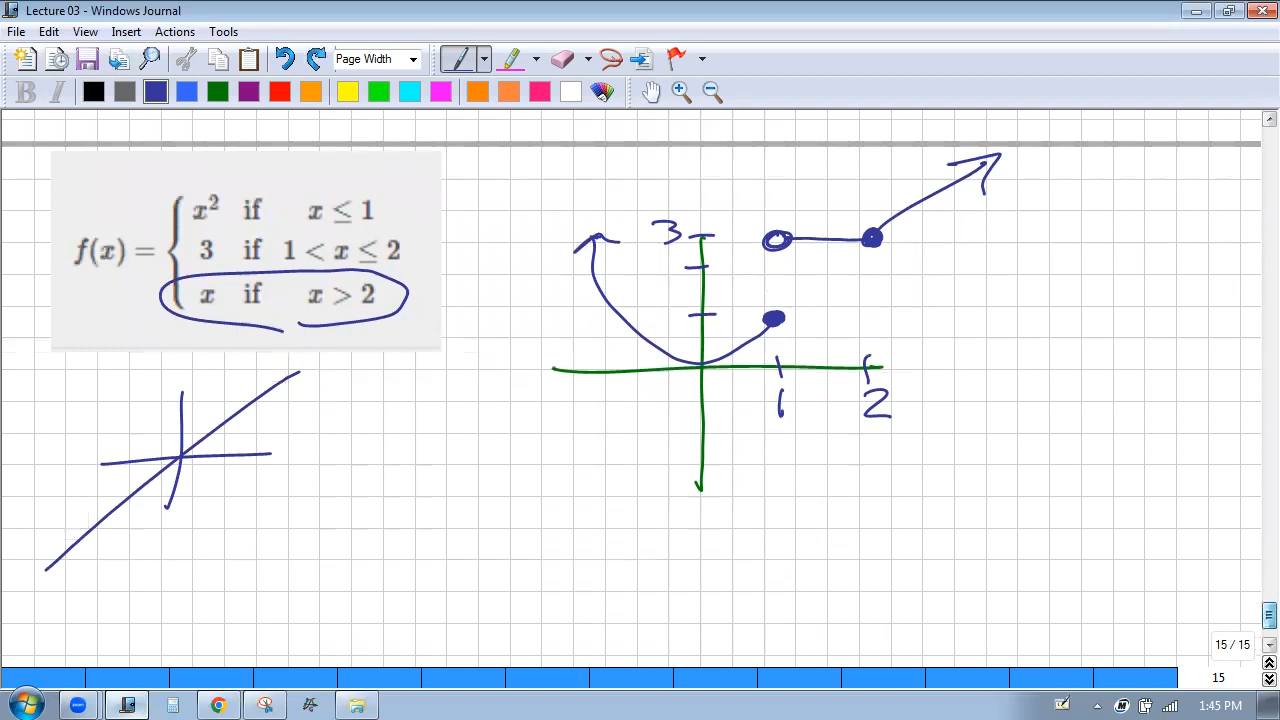 Lecture 03 - Windows Journal
File Edit View Insert Actions Tools
Page Width
B I
f(x) = { x² if x ≤ 1
3 if 1 < x ≤ 2
x if x > 2
3
1 2
15 / 15
15
1:45 PM